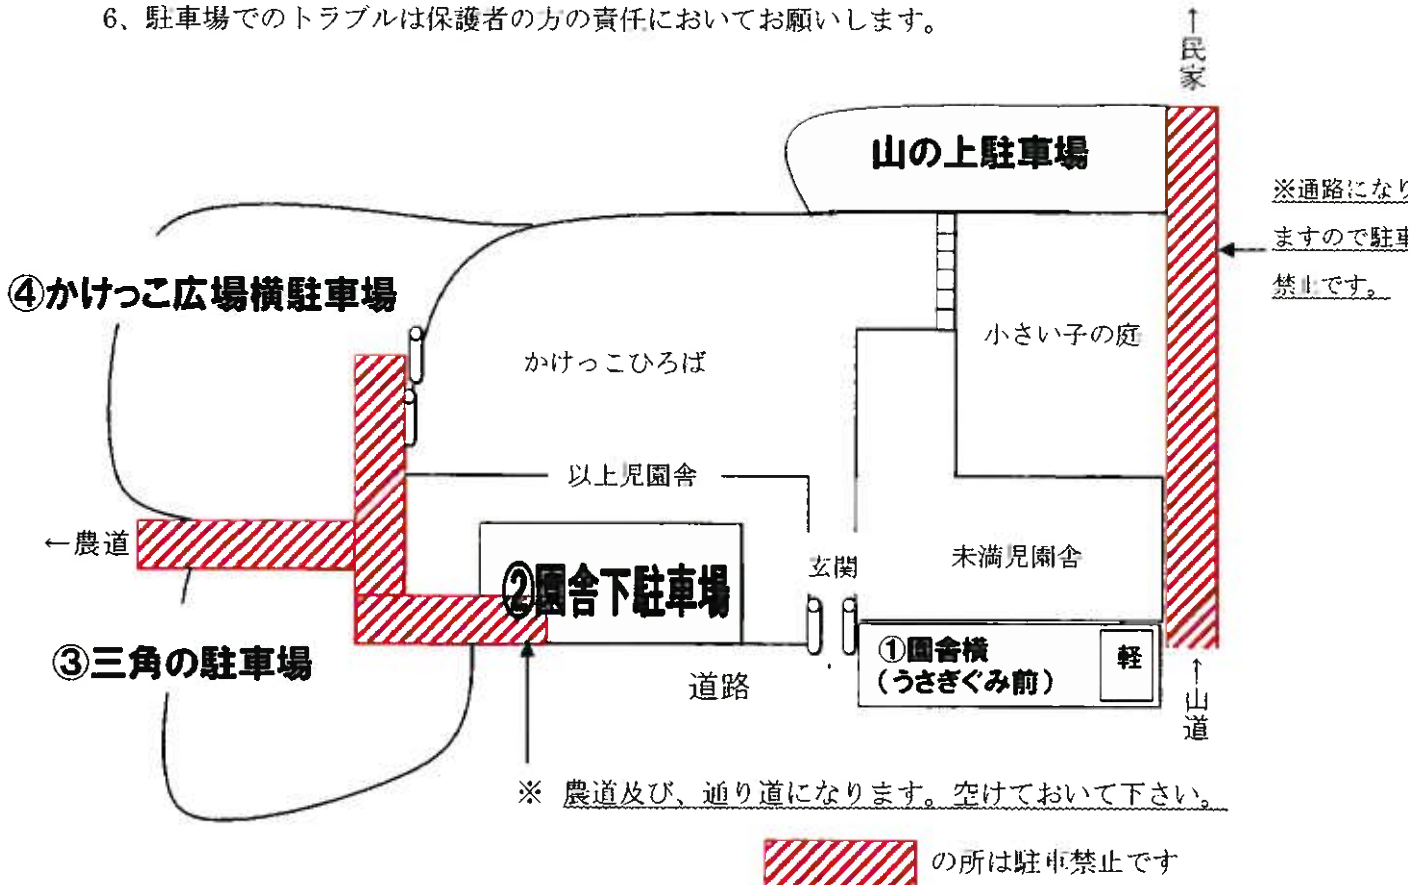 6、駐車場でのトラブルは保護者の方の責任においてお願いします。
↑民家
山の上駐車場
※通路になり
ますので駐車
禁止です。
④かけっこ広場横駐車場
小さい子の庭
かけっこひろば
以上児園舎
←農道
玄関
未満児園舎
②園舎下駐車場
③三角の駐車場
①園舎横
(うさぎぐみ前)
軽
道路
↑山道
※ 農道及び、通り道になります。空けておいて下さい。
の所は駐車禁止です